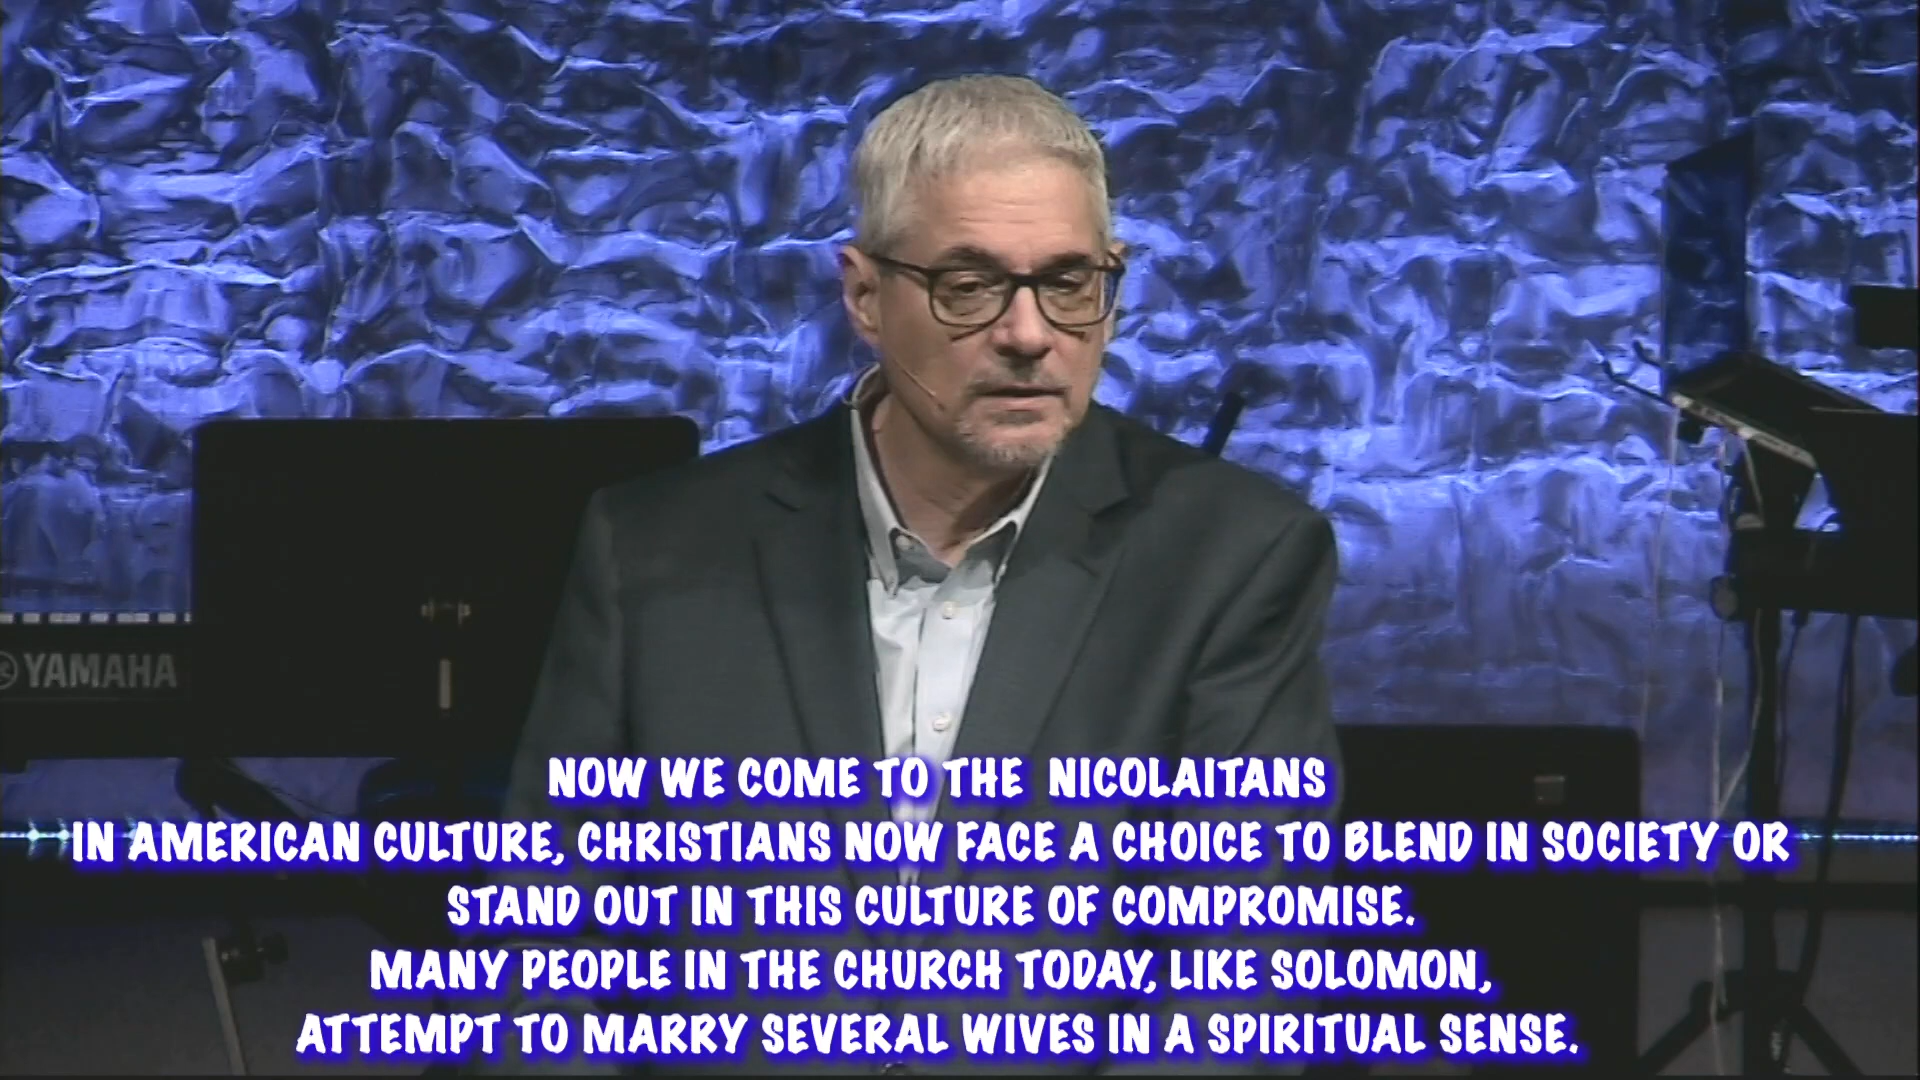 YAMAHA
NOW WE COME TO THE NICOLAITANS
IN AMERICAN CULTURE, CHRISTIANS NOW FACE A CHOICE TO BLEND IN SOCIETY OR
STAND OUT IN THIS CULTURE OF COMPROMISE.
MANY PEOPLE IN THE CHURCH TODAY, LIKE SOLOMON,
ATTEMPT TO MARRY SEVERAL WIVES IN A SPIRITUAL SENSE.